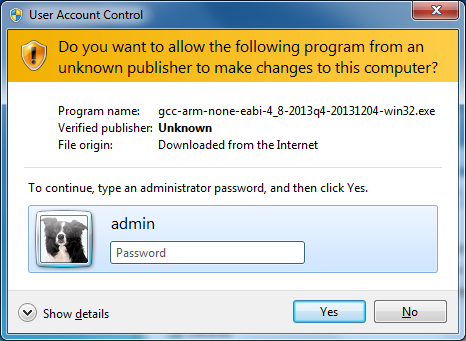 User Account Control
Do you want to allow the following program from an
unknown publisher to make changes to this computer?
Program name: gcc-arm-none-eabi-4_8-2013q4-20131204-win32.exe
Verified publisher: Unknown
File origin: Downloaded from the Internet
To continue, type an administrator password, and then click Yes.
admin
Password
Show details
Yes
No